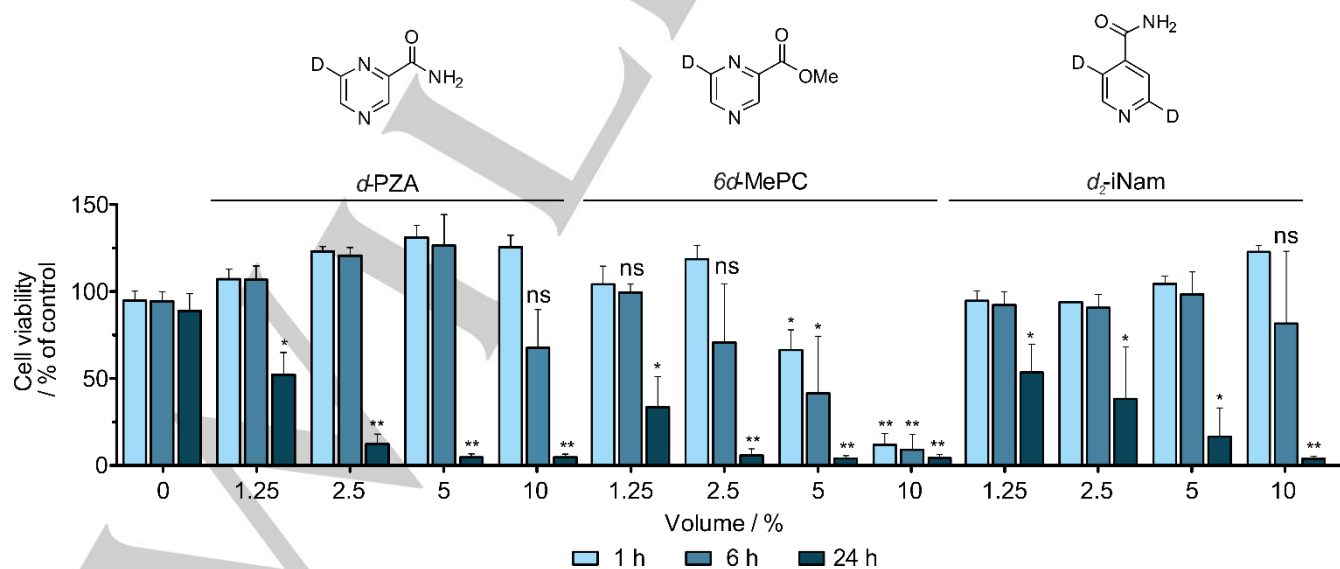 O
NH₂
D
N
N
O
OMe
D
N
N
O
NH₂
D
N
D
d-PZA
6d-MePC
d₂-iNam
Cell viability
/ % of control
150
100
50
0
* ** ** ns ** ns * ns ** * * ** ** ** ** * * * ns **
0 1.25 2.5 5 10 1.25 2.5 5 10 1.25 2.5 5 10
Volume / %
1 h 6 h 24 h